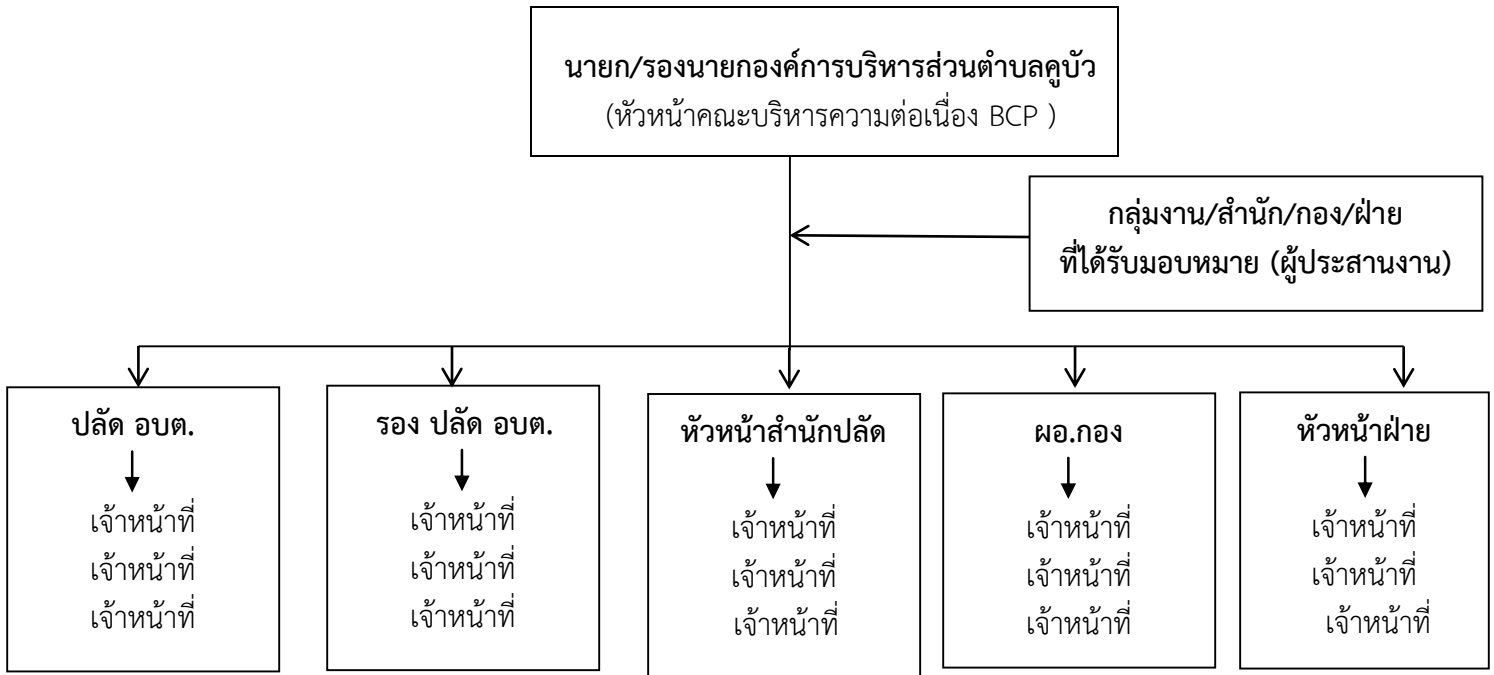 นายก/รองนายกองค์การบริหารส่วนตำบลคูบัว
(หัวหน้าคณะบริหารความต่อเนื่อง BCP )
กลุ่มงาน/สำนัก/กอง/ฝ่าย
ที่ได้รับมอบหมาย (ผู้ประสานงาน)
ปลัด อบต.
เจ้าหน้าที่
เจ้าหน้าที่
เจ้าหน้าที่
รอง ปลัด อบต.
เจ้าหน้าที่
เจ้าหน้าที่
เจ้าหน้าที่
หัวหน้าสำนักปลัด
เจ้าหน้าที่
เจ้าหน้าที่
เจ้าหน้าที่
ผอ.กอง
เจ้าหน้าที่
เจ้าหน้าที่
เจ้าหน้าที่
หัวหน้าฝ่าย
เจ้าหน้าที่
เจ้าหน้าที่
เจ้าหน้าที่